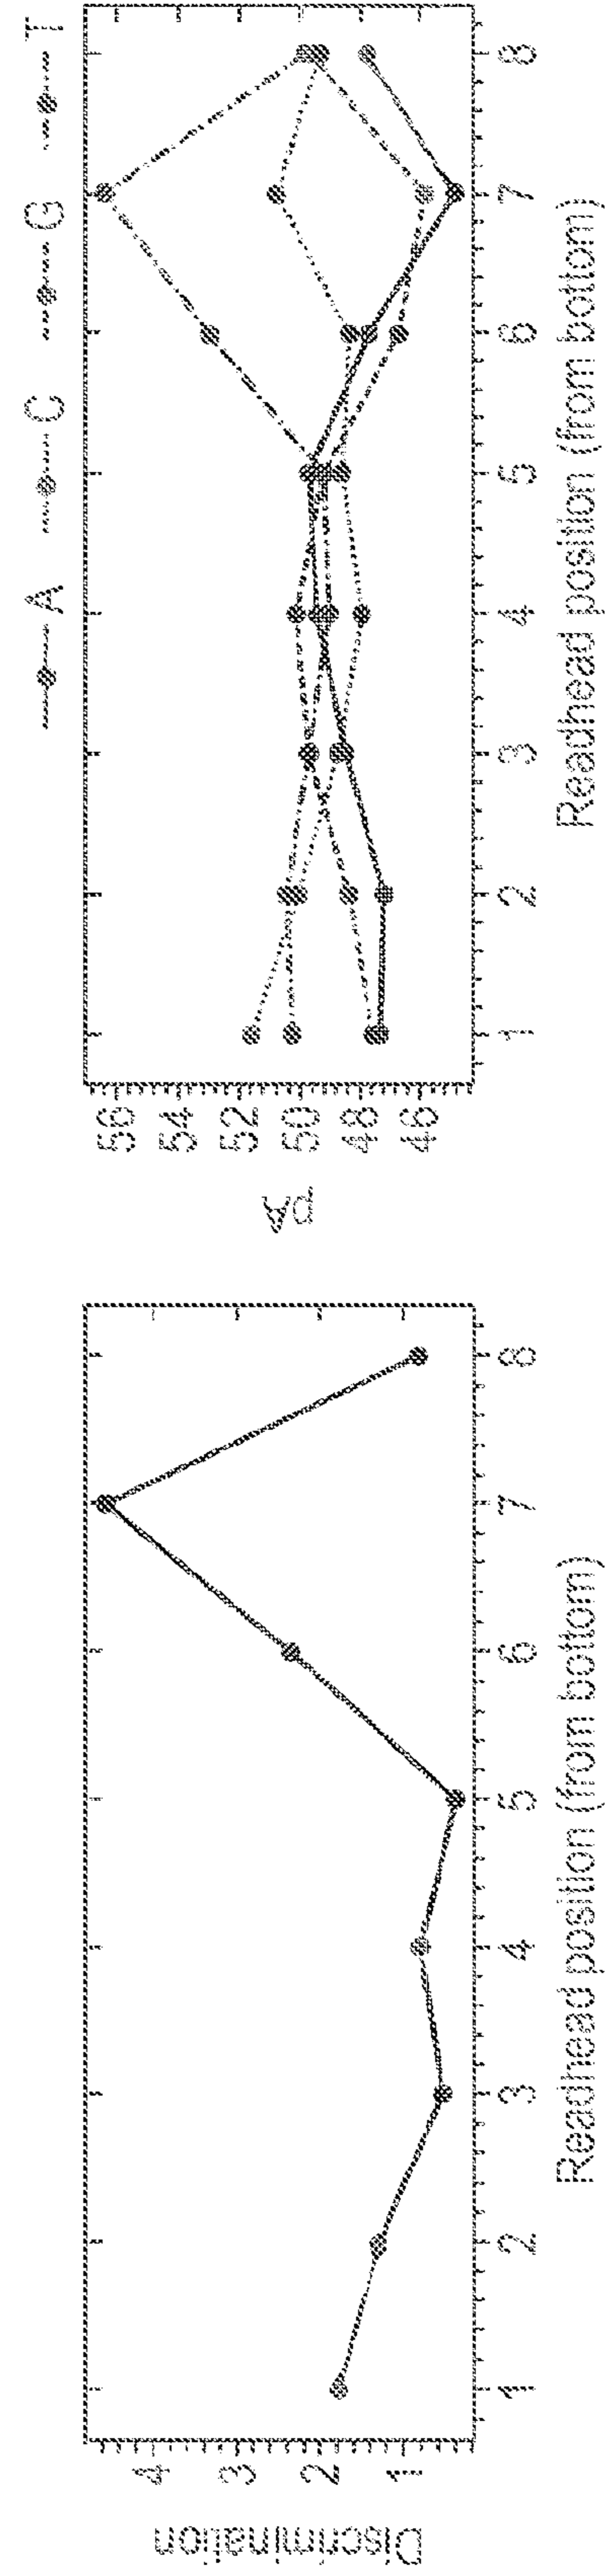 Discrimination
4
3
2
1
1 2 3 4 5 6 7 8
Readhead position (from bottom)
A C G T
pA
56
54
52
50
48
46
1 2 3 4 5 6 7 8
Readhead position (from bottom)